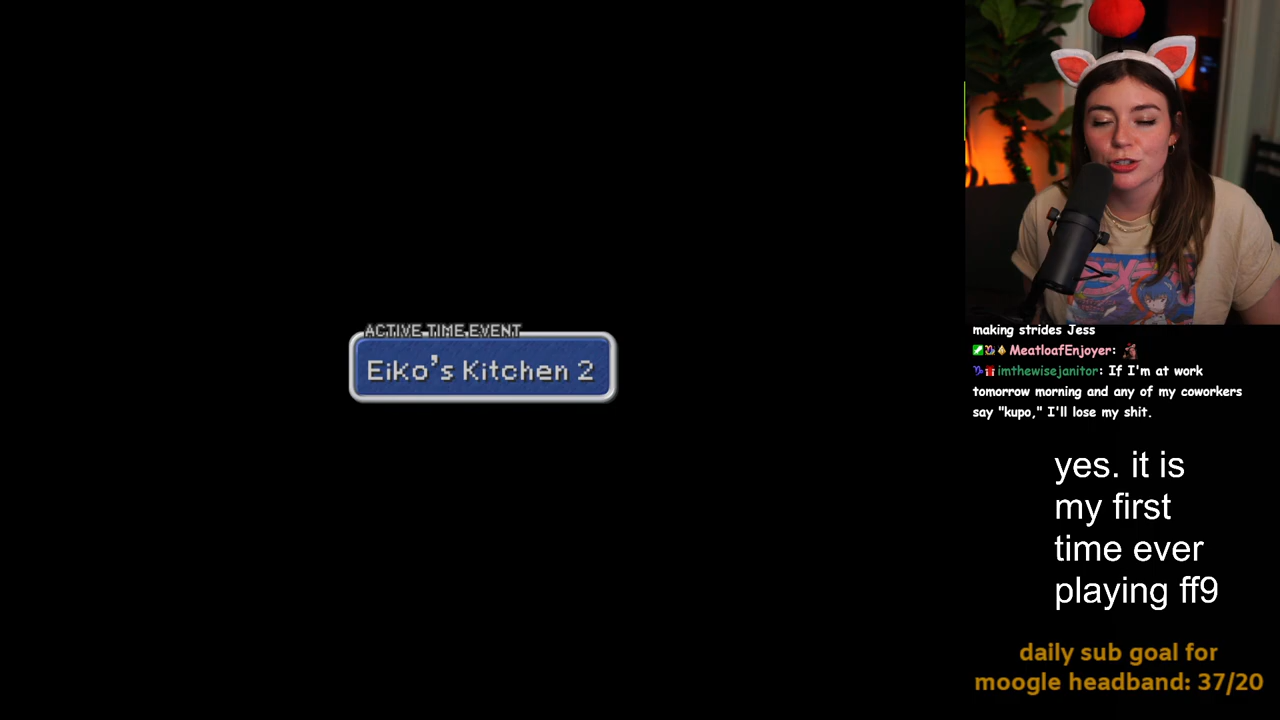 ACTIVE TIME EVENT
Eiko's Kitchen 2
making strides Jess
MeatloafEnjoyer:
imthewisejanitor: If I'm at work
tomorrow morning and any of my coworkers
say "kupo," I'll lose my shit.
yes. it is
my first
time ever
playing ff9
daily sub goal for
moogle headband: 37/20